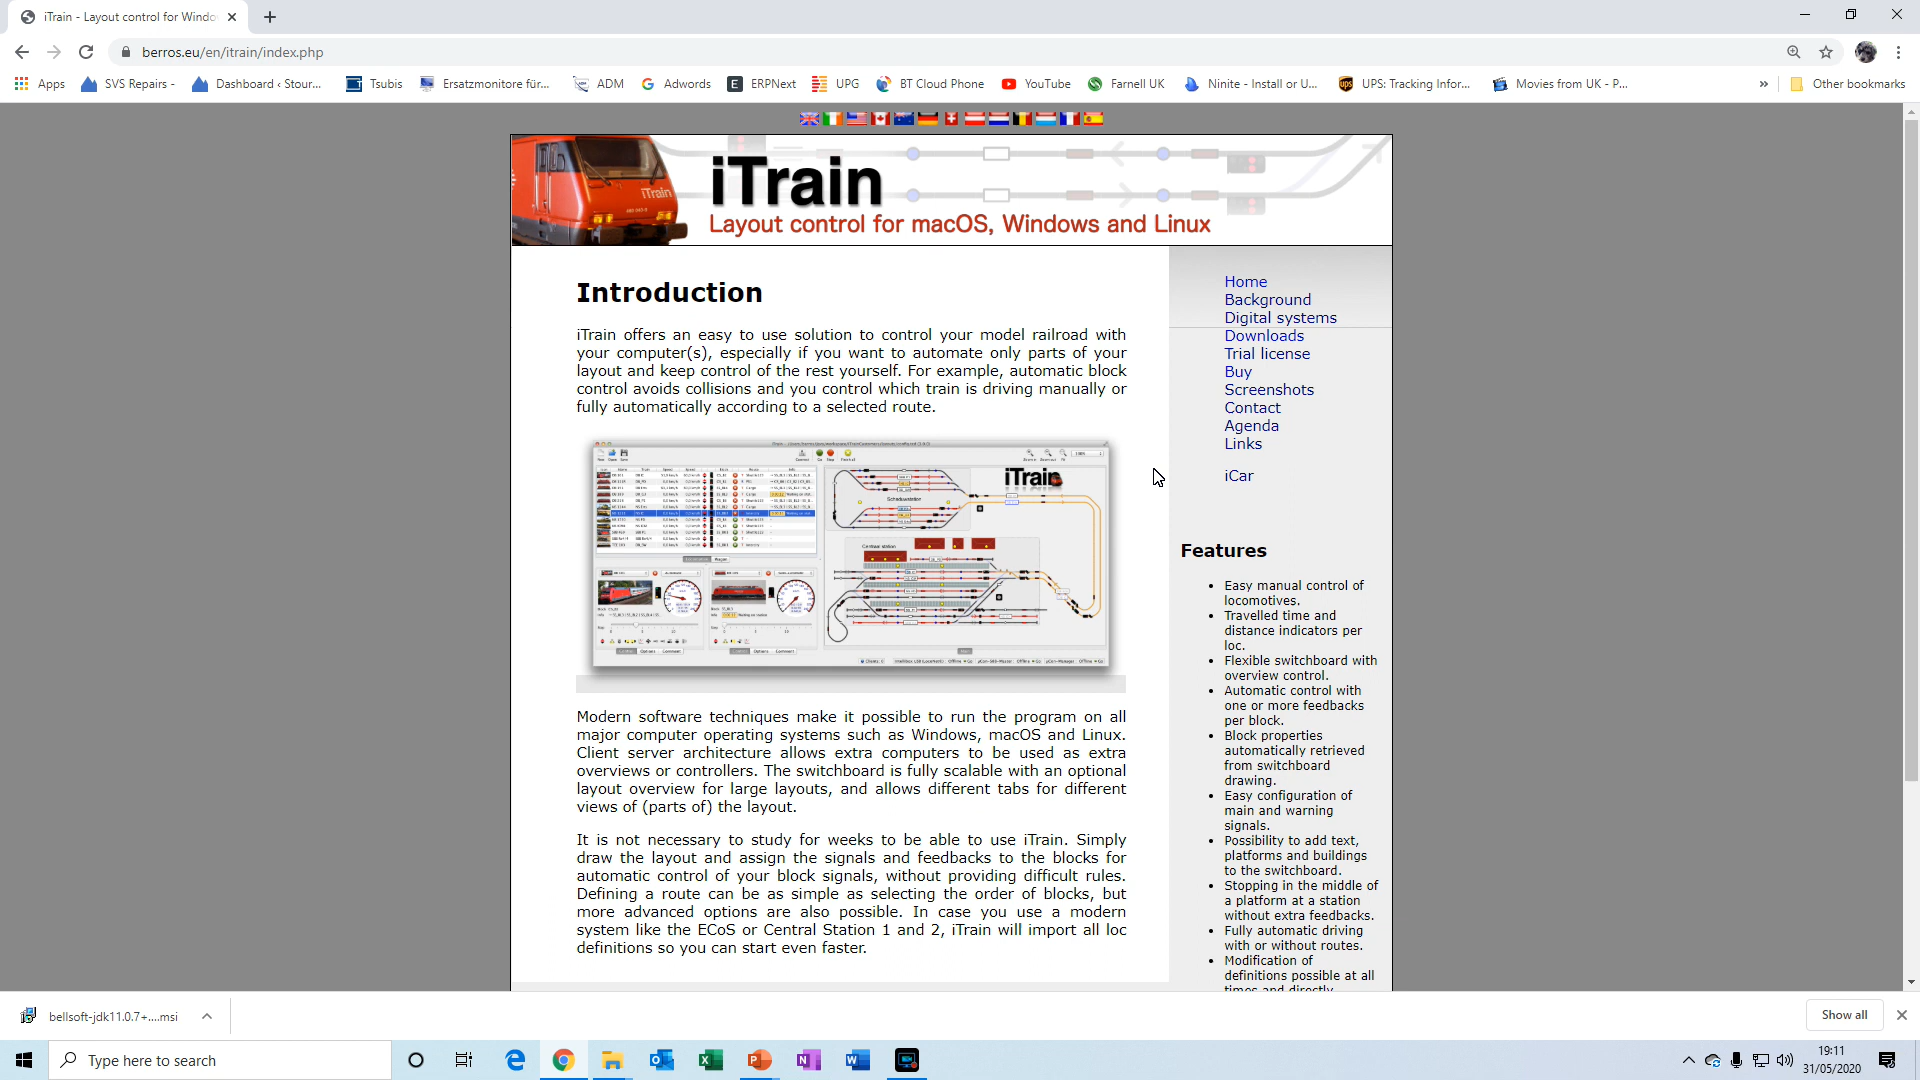 iTrain - Layout control for Windo
berros.eu/en/itrain/index.php
Apps
SVS Repairs -
Dashboard ‹ Stour...
Tsubis
Ersatzmonitore für...
ADM
Adwords
ERPNext
UPG
BT Cloud Phone
YouTube
Farnell UK
Ninite - Install or U...
UPS: Tracking Infor...
Movies from UK - P...
»
Other bookmarks
iTrain
iTrain
Layout control for macOS, Windows and Linux
Introduction
iTrain offers an easy to use solution to control your model railroad with
your computer(s), especially if you want to automate only parts of your
layout and keep control of the rest yourself. For example, automatic block
control avoids collisions and you control which train is driving manually or
fully automatically according to a selected route.
iTrain
Schaduwstation
Centraal station
Modern software techniques make it possible to run the program on all
major computer operating systems such as Windows, macOS and Linux.
Client server architecture allows extra computers to be used as extra
overviews or controllers. The switchboard is fully scalable with an optional
layout overview for large layouts, and allows different tabs for different
views of (parts of) the layout.
It is not necessary to study for weeks to be able to use iTrain. Simply
draw the layout and assign the signals and feedbacks to the blocks for
automatic control of your block signals, without providing difficult rules.
Defining a route can be as simple as selecting the order of blocks, but
more advanced options are also possible. In case you use a modern
system like the ECoS or Central Station 1 and 2, iTrain will import all loc
definitions so you can start even faster.
Home
Background
Digital systems
Downloads
Trial license
Buy
Screenshots
Contact
Agenda
Links
iCar
Features
• Easy manual control of
locomotives.
• Travelled time and
distance indicators per
loc.
• Flexible switchboard with
overview control.
• Automatic control with
one or more feedbacks
per block.
• Block properties
automatically retrieved
from switchboard
drawing.
• Easy configuration of
main and warning
signals.
• Possibility to add text,
platforms and buildings
to the switchboard.
• Stopping in the middle of
a platform at a station
without extra feedbacks.
• Fully automatic driving
with or without routes.
• Modification of
definitions possible at all
times and directly
bellsoft-jdk11.0.7+....msi
Show all
Type here to search
19:11
31/05/2020